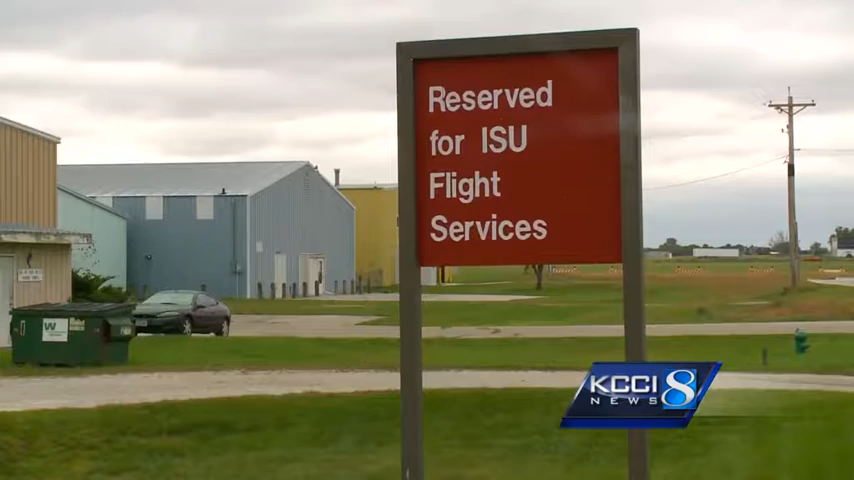 Reserved
for ISU
Flight
Services
KCCI 8
NEWS
W